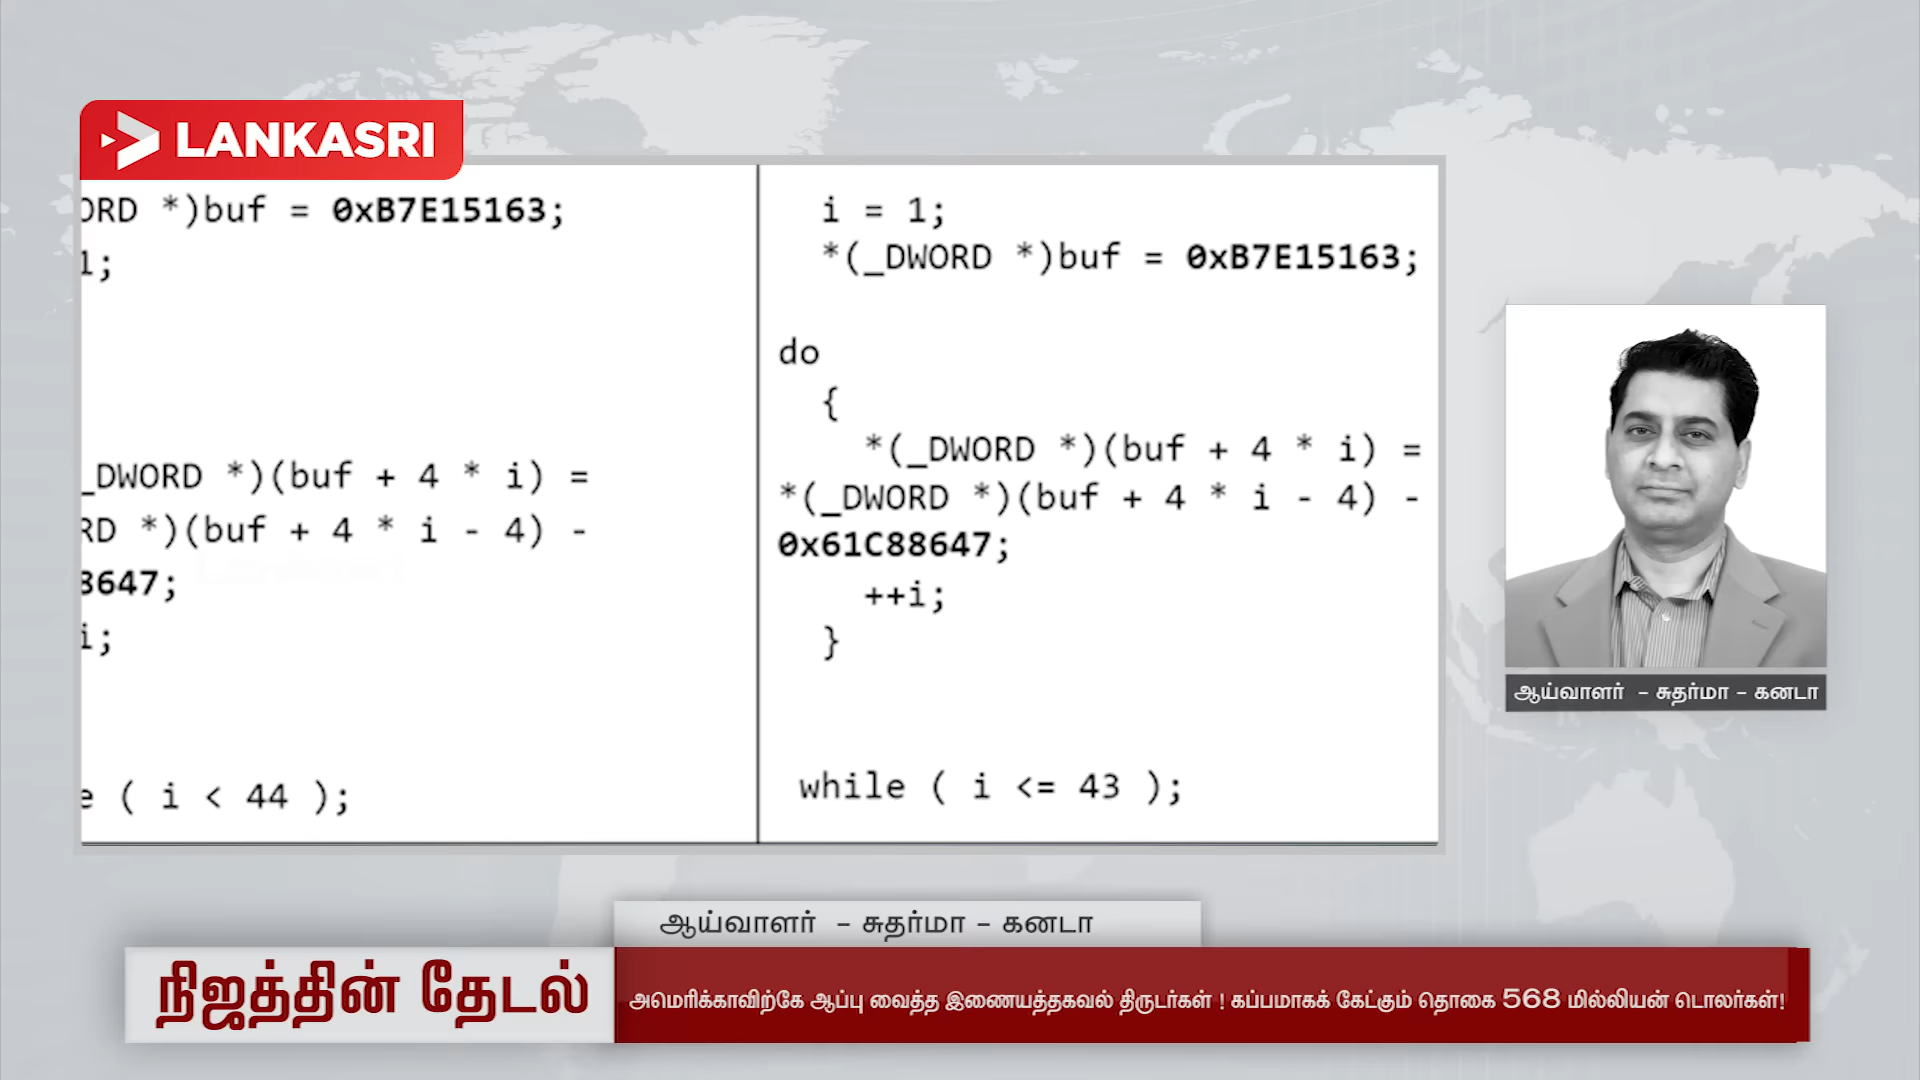 LANKASRI
ORD *)buf = 0xB7E15163;
1;
_DWORD *)(buf + 4 * i) =
RD *)(buf + 4 * i - 4) -
8647;
i;
e ( i < 44 );
i = 1;
*(_DWORD *)buf = 0xB7E15163;
do
{
*(_DWORD *)(buf + 4 * i) =
*(_DWORD *)(buf + 4 * i - 4) -
0x61C88647;
++i;
}
while ( i <= 43 );
ஆய்வாளர் - சுதர்மா - கனடா
ஆய்வாளர் - சுதர்மா - கனடா
நிஜத்தின் தேடல்
அமெரிக்காவிற்கே ஆப்பு வைத்த இணையத்தகவல் திருடர்கள் ! கப்பமாகக் கேட்கும் தொகை 568 மில்லியன் டொலர்கள்!